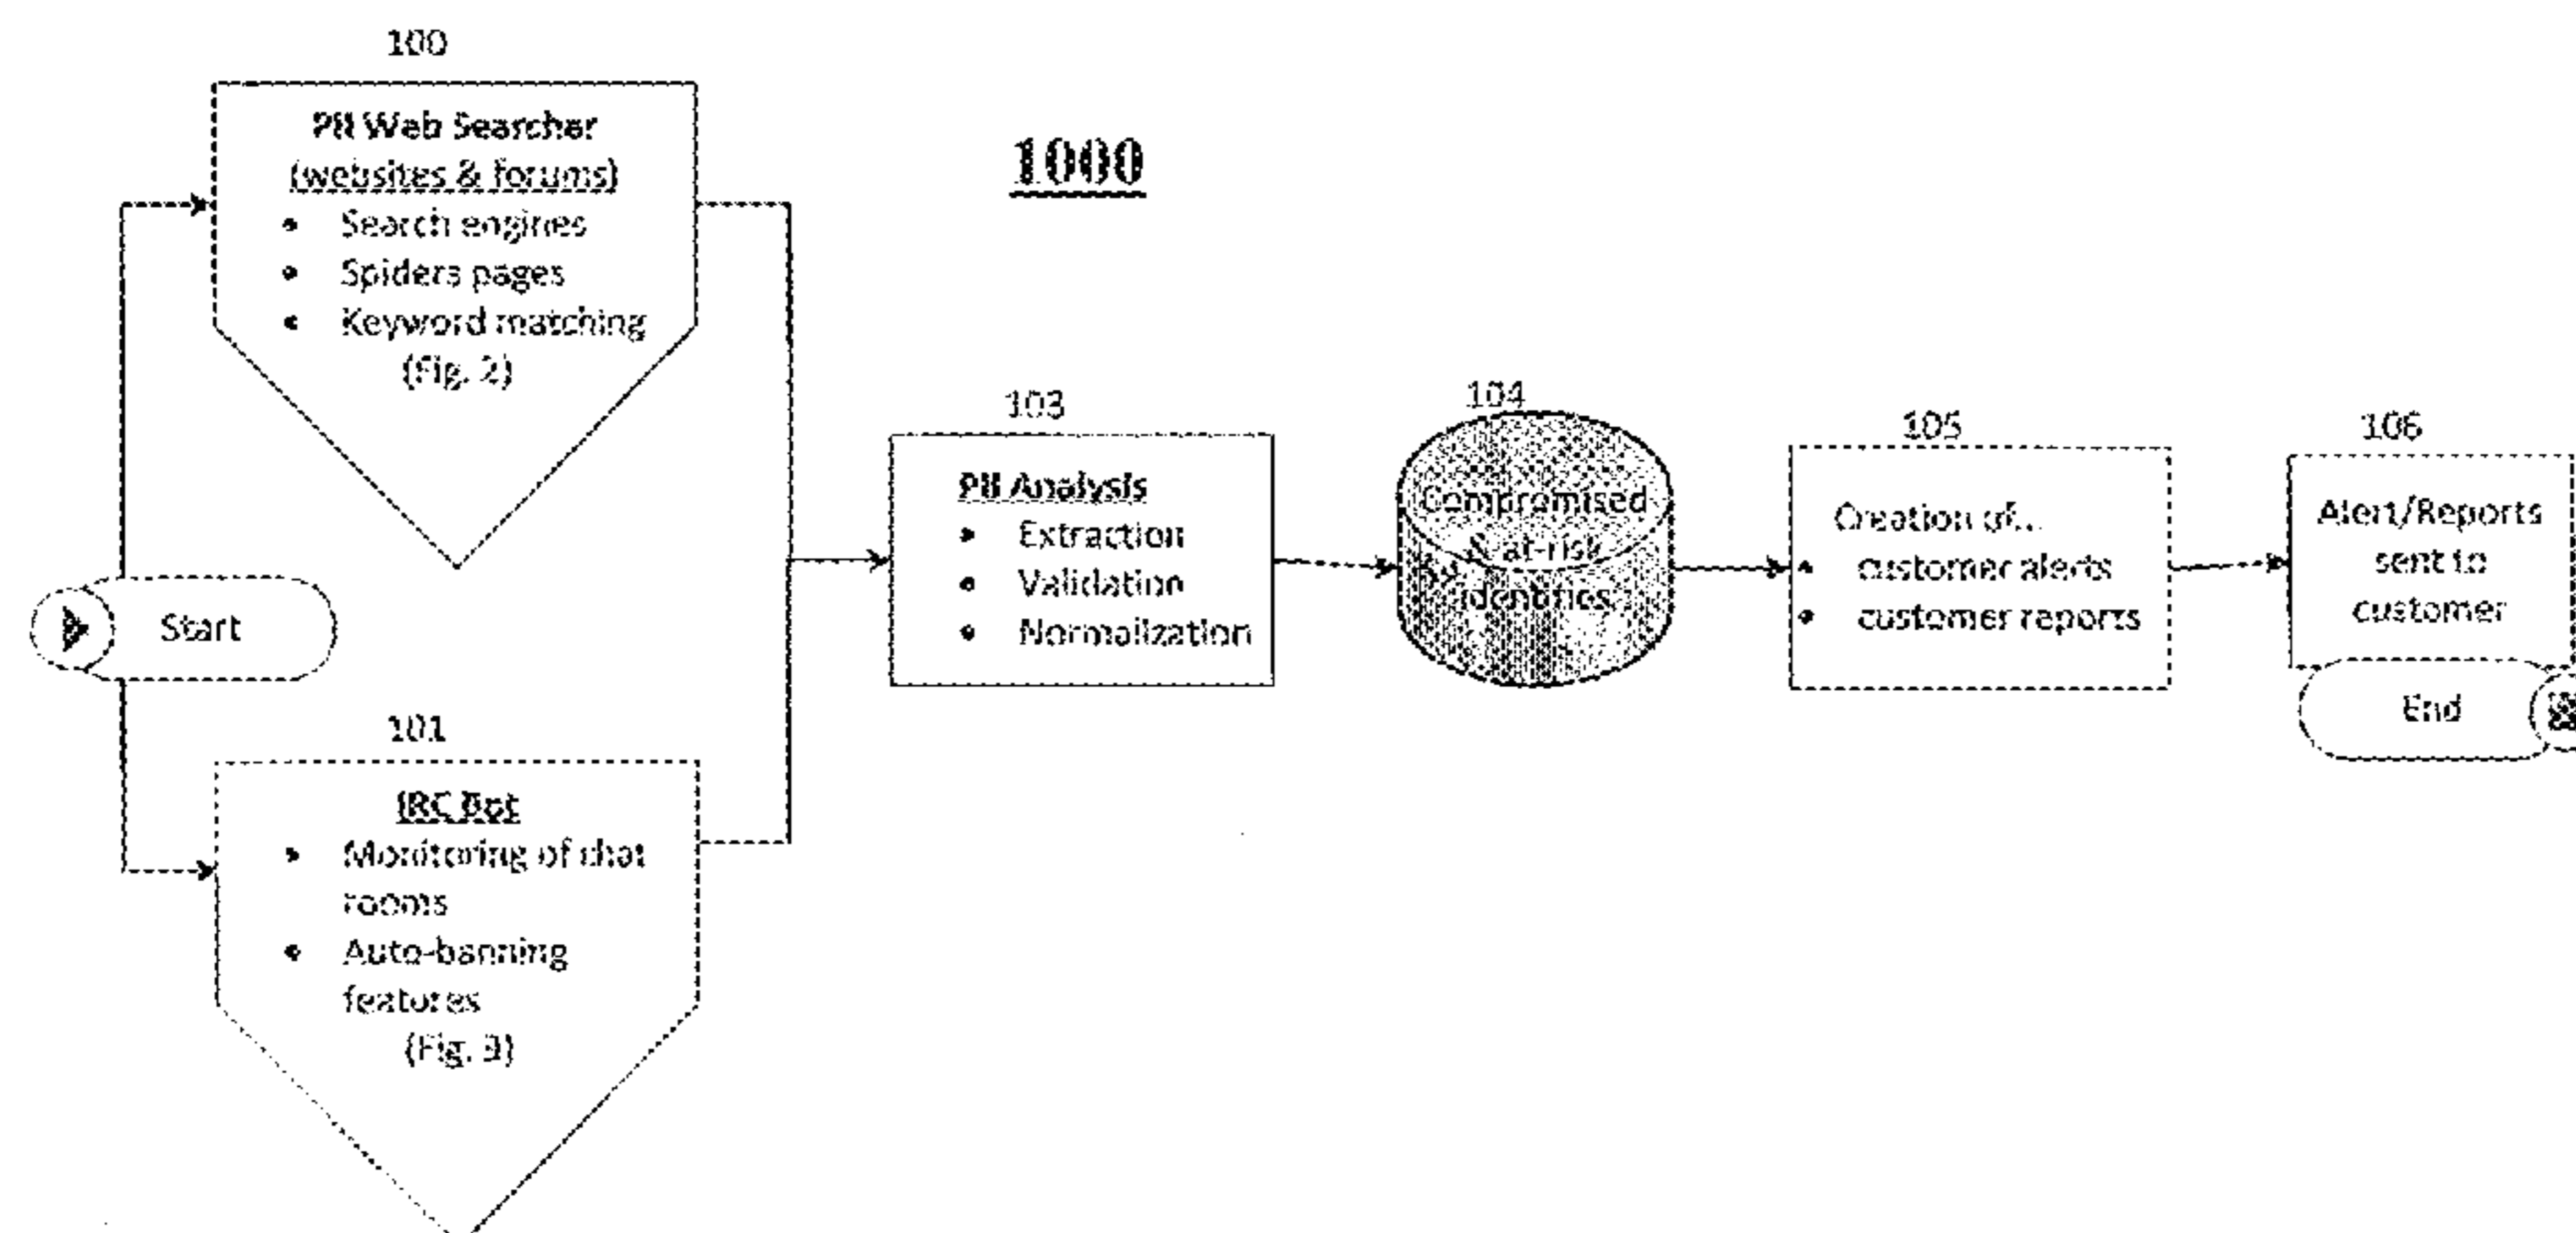 100
PII Web Searcher
(websites & forums)
• Search engines
• Spiders pages
• Keyword matching
(Fig. 2)
1000
Start
101
IRC Bot
• Monitoring of chat
rooms
• Auto-banning
features
(Fig. 3)
103
PII Analysis
• Extraction
• Validation
• Normalization
104
Compromised
& at-risk
identities
105
Creation of...
• customer alerts
• customer reports
106
Alert/Reports
sent to
customer
End